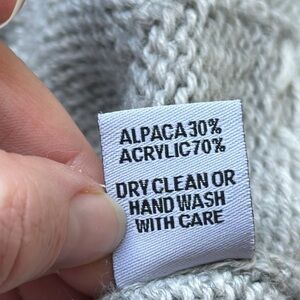 ALPACA 30%
ACRYLIC 70%
DRY CLEAN OR
HAND WASH
WITH CARE